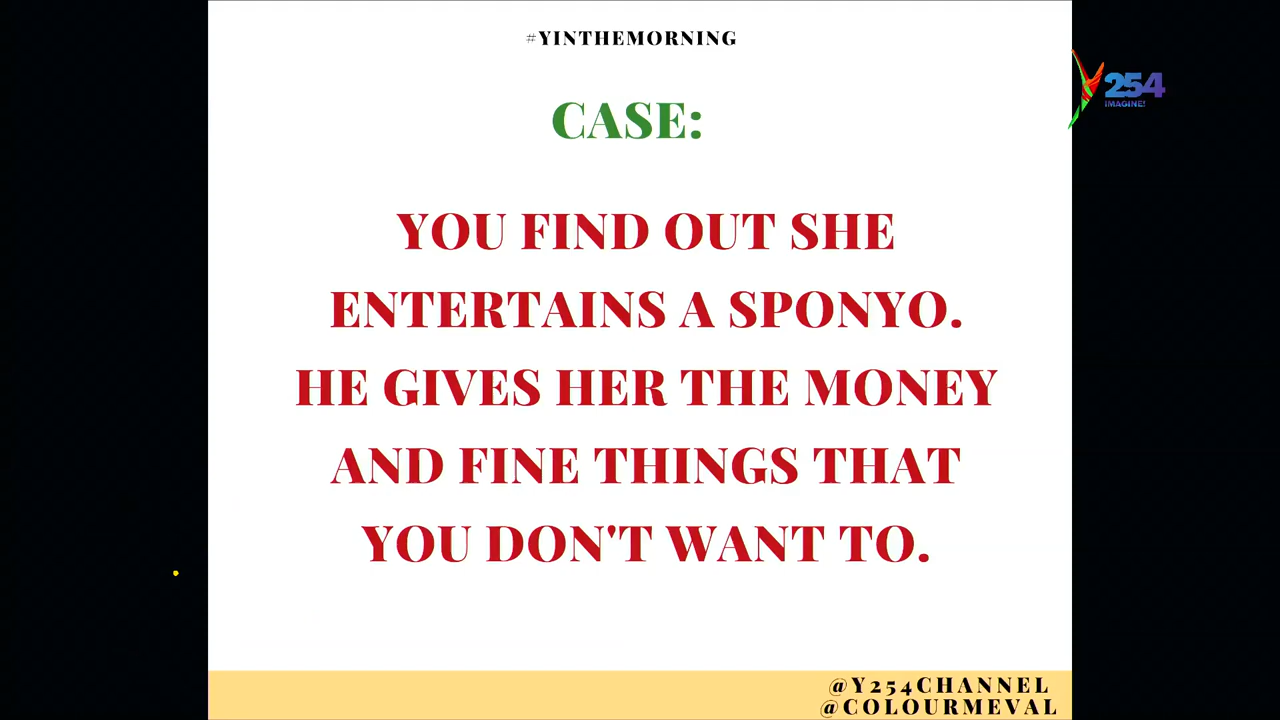 #YINTHEMORNING
254
IMAGINE!
CASE:
YOU FIND OUT SHE
ENTERTAINS A SPONYO.
HE GIVES HER THE MONEY
AND FINE THINGS THAT
YOU DON'T WANT TO.
@Y254CHANNEL
@COLOURMEVAL